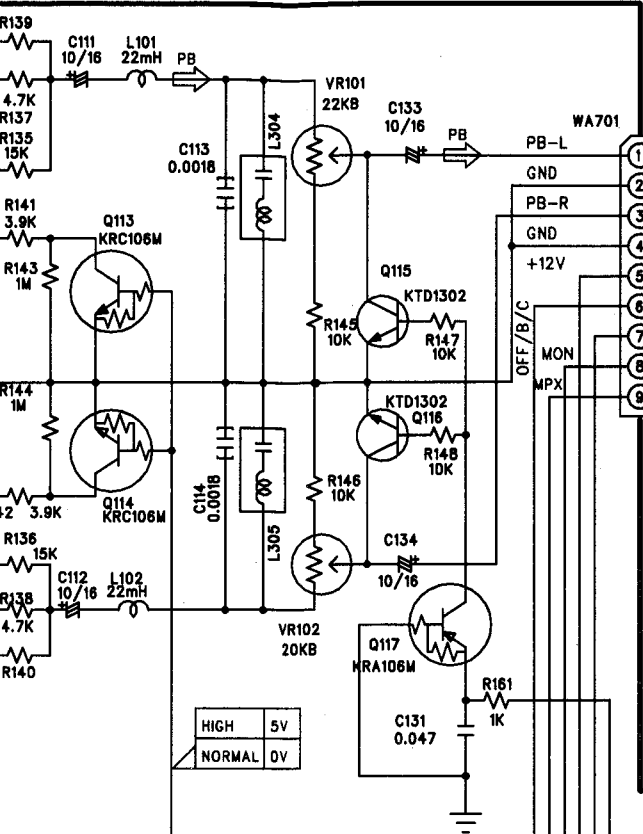 R139
4.7K
R137
R135
15K
C111
10/16
L101
22mH
PB
VR101
22KB
C133
10/16
PB
WA701
PB-L
GND
PB-R
GND
+12V
1
2
3
4
5
6
7
8
9
C113
0.0018
L304
R141
3.9K
R143
1M
Q113
KRC106M
Q115
KTD1302
R145
10K
R147
10K
OFF/B/C
MON
MPX
R144
1M
KTD1302
Q116
R148
10K
C114
0.0018
L305
R146
10K
Q114
KRC106M
3.9K
R136
15K
R138
4.7K
R140
C112
10/16
L102
22mH
C134
10/16
VR102
20KB
Q117
KRA106M
R161
1K
C131
0.047
HIGH 5V
NORMAL 0V